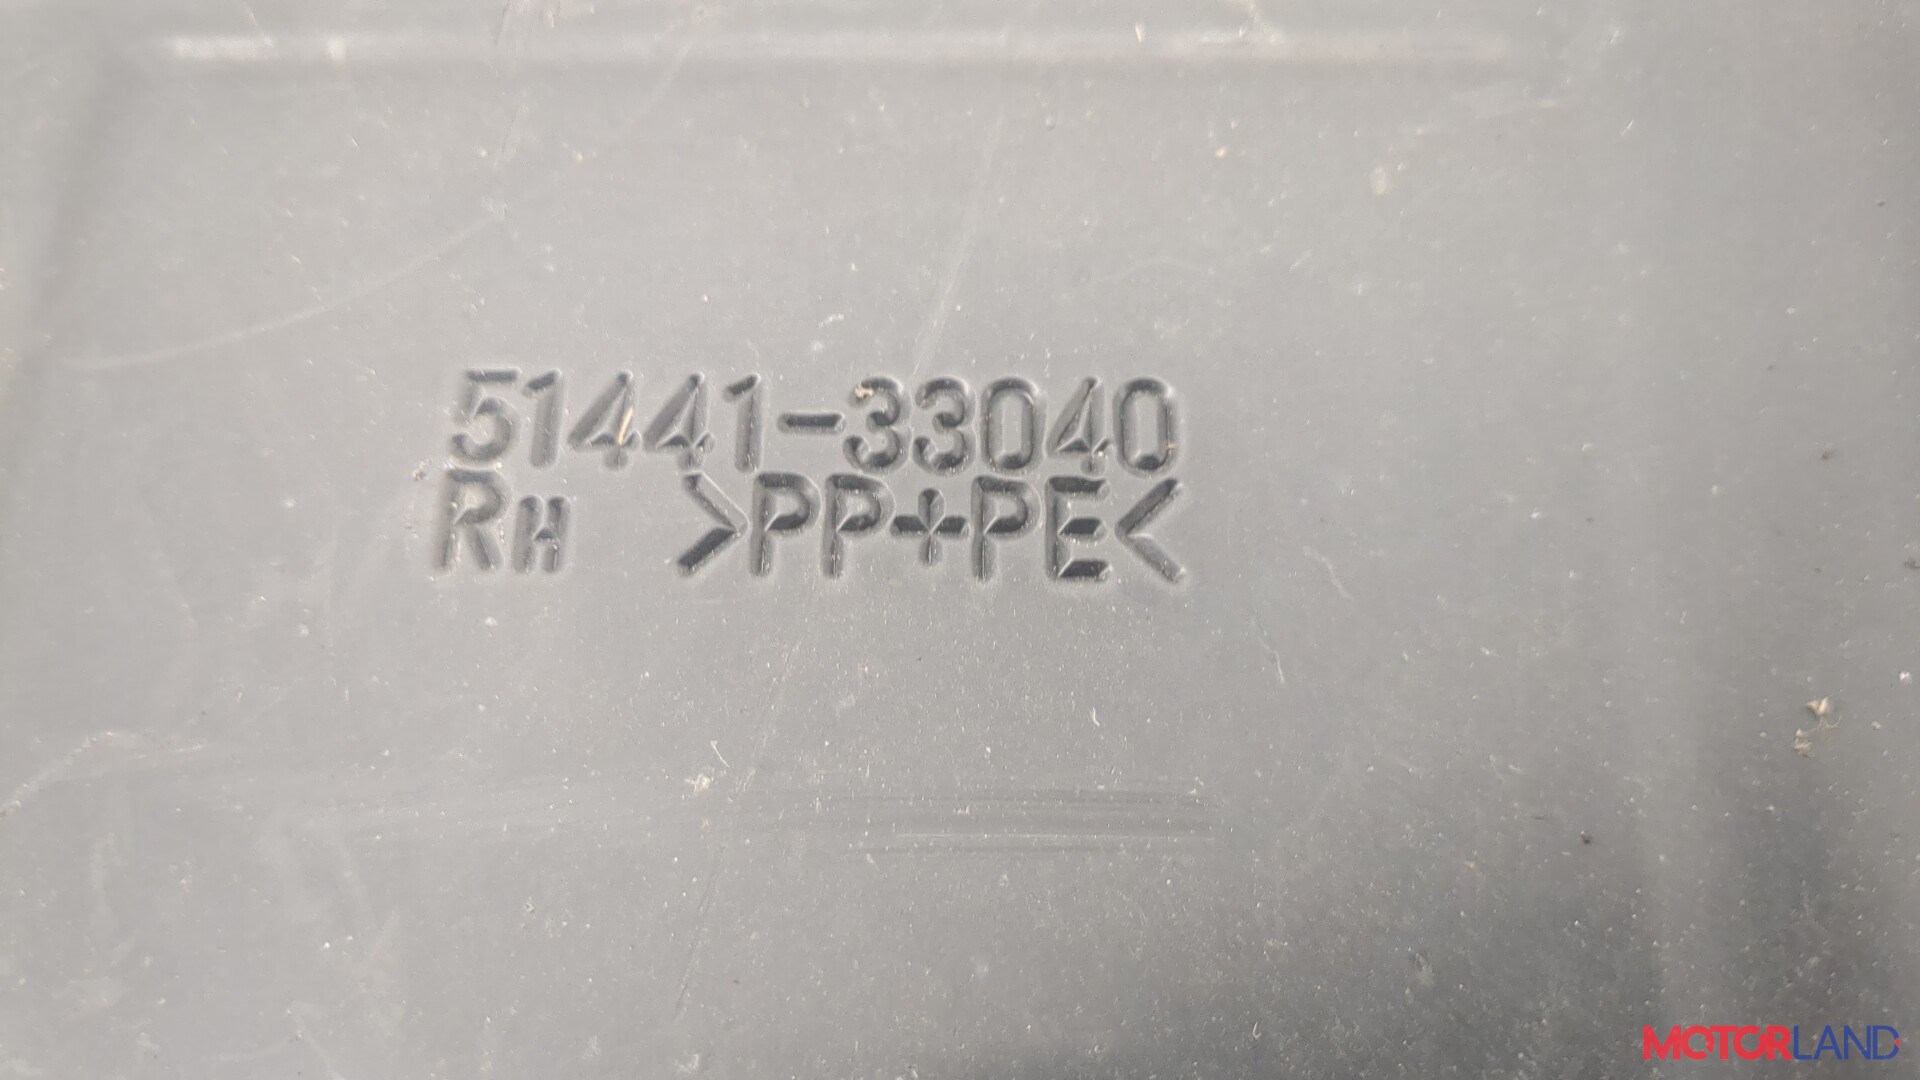 51441-33040
RH >PP+PE<
MOTORLAND